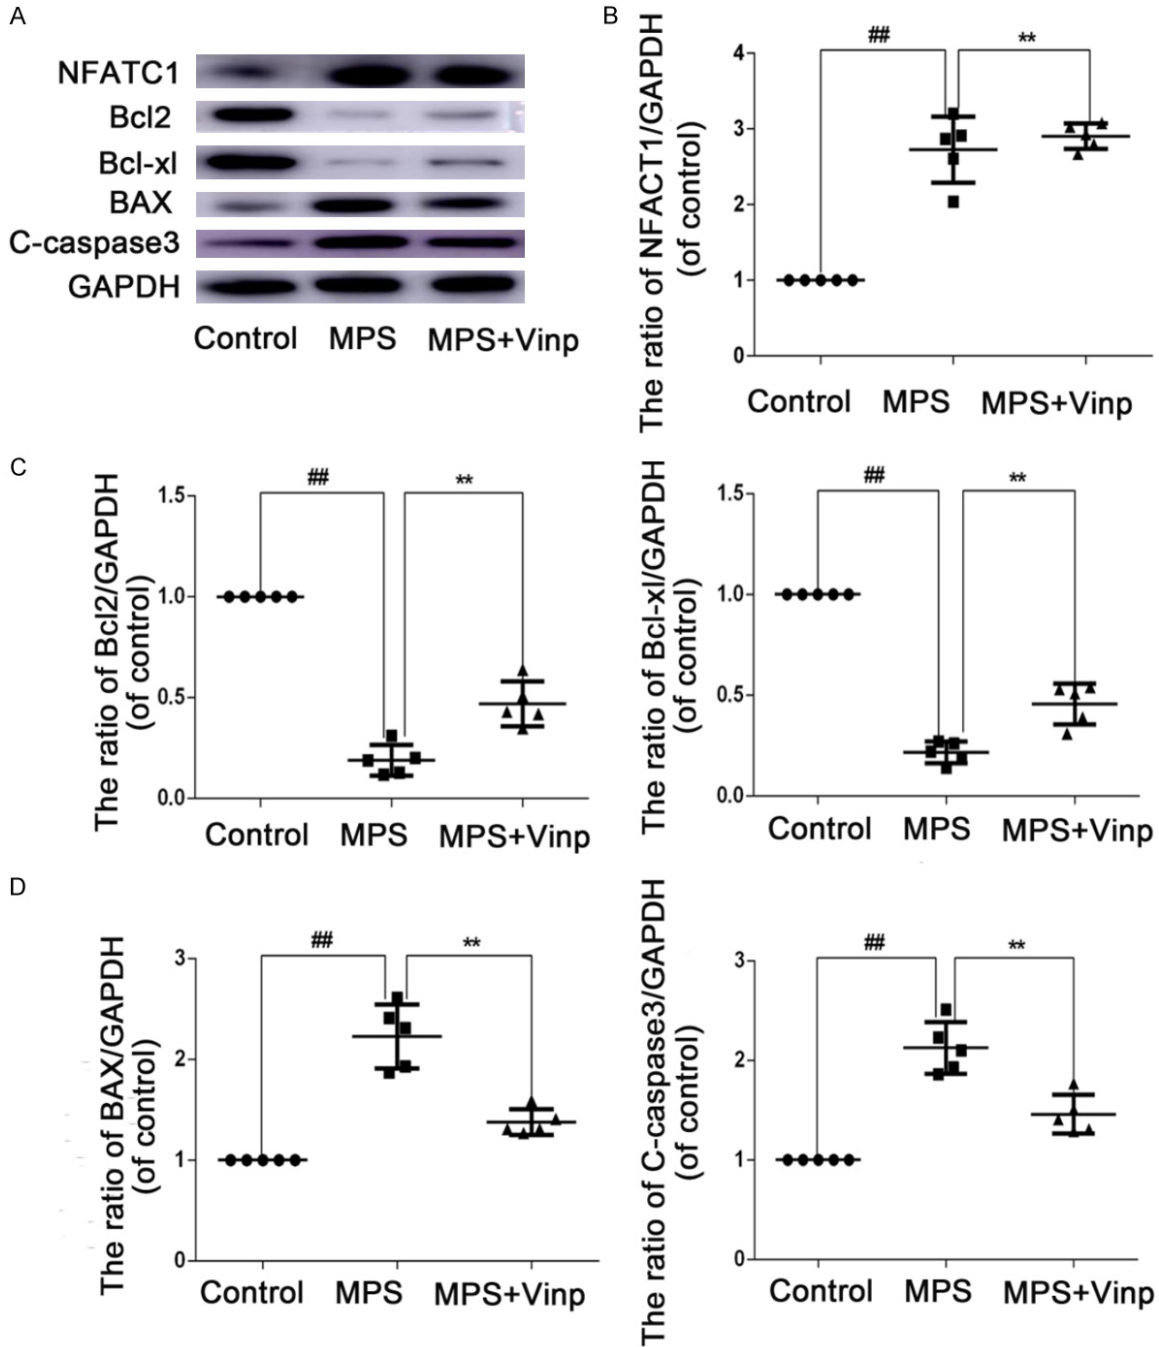 A
NFATC1
Bcl2
Bcl-xl
BAX
C-caspase3
GAPDH
Control MPS MPS+Vinp
B
The ratio of NFACT1/GAPDH
(of control)
4
3
2
1
0
## **
Control MPS MPS+Vinp
C
The ratio of Bcl2/GAPDH
(of control)
1.5
1.0
0.5
0.0
## **
Control MPS MPS+Vinp
The ratio of Bcl-xl/GAPDH
(of control)
1.5
1.0
0.5
0.0
## **
Control MPS MPS+Vinp
D
The ratio of BAX/GAPDH
(of control)
3
2
1
0
## **
Control MPS MPS+Vinp
The ratio of C-caspase3/GAPDH
(of control)
3
2
1
0
## **
Control MPS MPS+Vinp